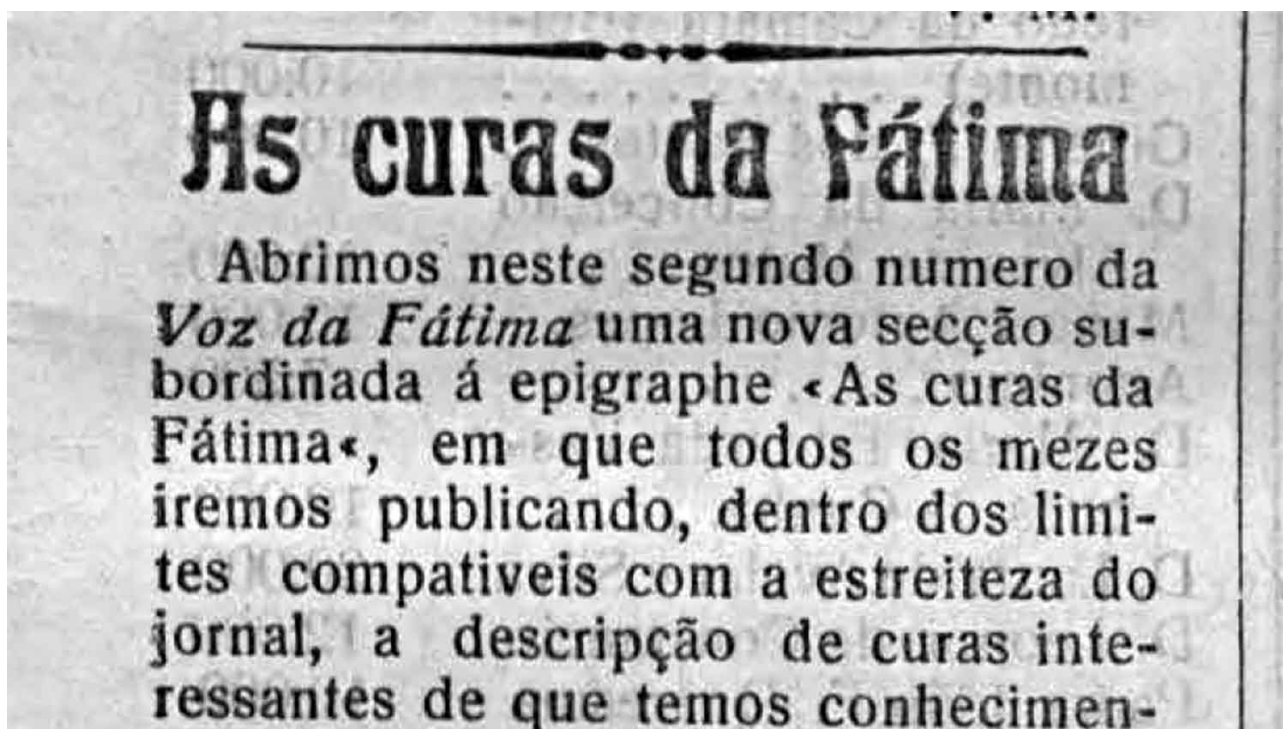 As curas da Fátima
Abrimos neste segundo numero da
Voz da Fátima uma nova secção su-
bordinada á epigraphe «As curas da
Fátima«, em que todos os mezes
iremos publicando, dentro dos limi-
tes compativeis com a estreiteza do
jornal, a descripção de curas inte-
ressantes de que temos conhecimen-